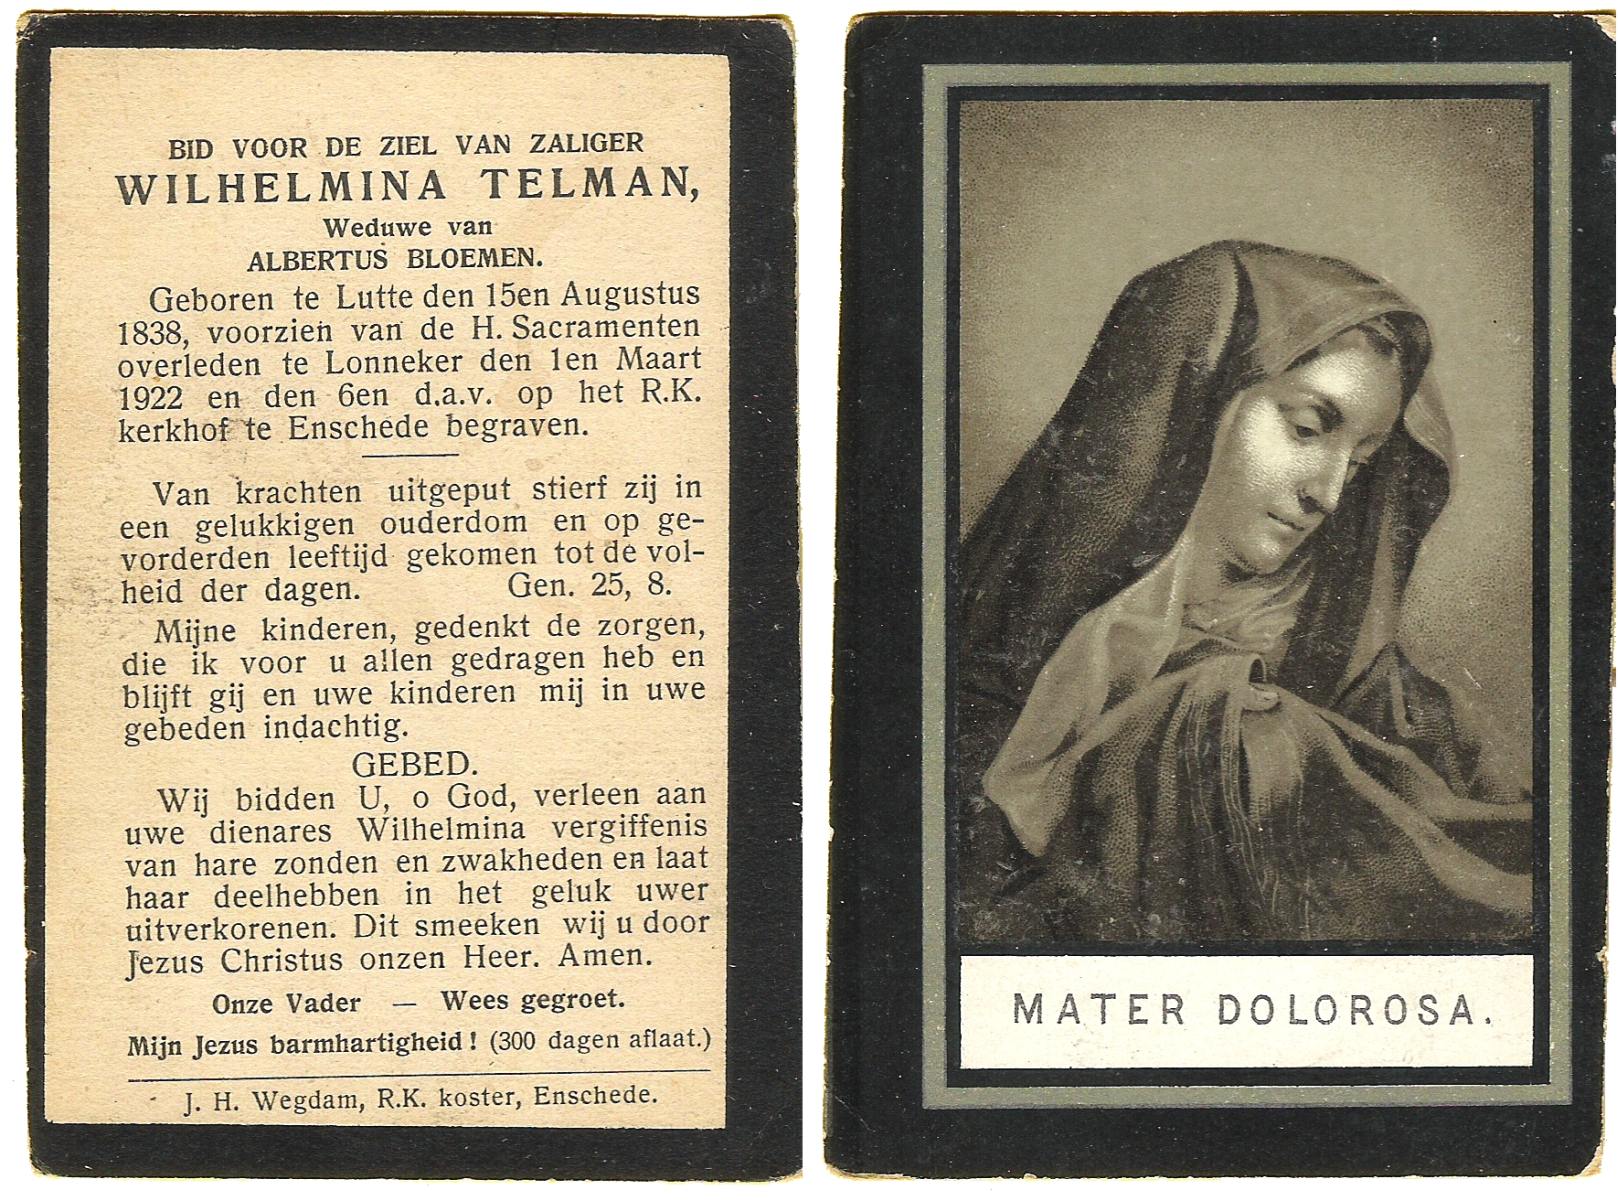 BID VOOR DE ZIEL VAN ZALIGER
WILHELMINA TELMAN,
Weduwe van
ALBERTUS BLOEMEN.
Geboren te Lutte den 15en Augustus
1838, voorzien van de H. Sacramenten
overleden te Lonneker den 1en Maart
1922 en den 6en d.a.v. op het R.K.
kerkhof te Enschede begraven.
Van krachten uitgeput stierf zij in
een gelukkigen ouderdom en op ge-
vorderden leeftijd gekomen tot de vol-
heid der dagen. Gen. 25, 8.
Mijne kinderen, gedenkt de zorgen,
die ik voor u allen gedragen heb en
blijft gij en uwe kinderen mij in uwe
gebeden indachtig.
GEBED.
Wij bidden U, o God, verleen aan
uwe dienares Wilhelmina vergiffenis
van hare zonden en zwakheden en laat
haar deelhebben in het geluk uwer
uitverkorenen. Dit smeeken wij u door
Jezus Christus onzen Heer. Amen.
Onze Vader — Wees gegroet.
Mijn Jezus barmhartigheid! (300 dagen aflaat.)
J. H. Wegdam, R.K. koster, Enschede.
MATER DOLOROSA.